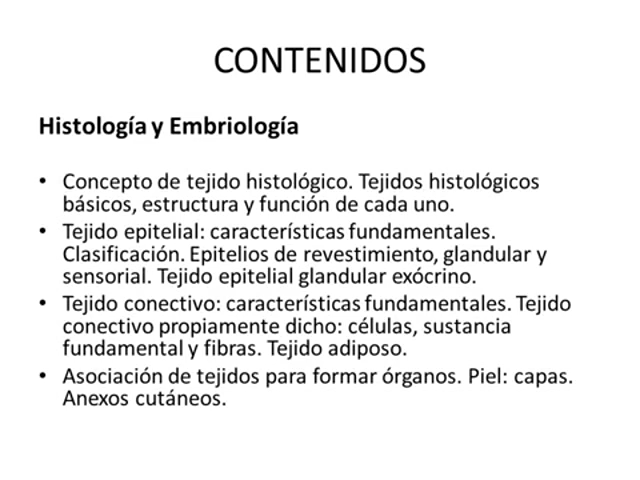 CONTENIDOS
Histología y Embriología
• Concepto de tejido histológico. Tejidos histológicos
básicos, estructura y función de cada uno.
• Tejido epitelial: características fundamentales.
Clasificación. Epitelios de revestimiento, glandular y
sensorial. Tejido epitelial glandular exócrino.
• Tejido conectivo: características fundamentales. Tejido
conectivo propiamente dicho: células, sustancia
fundamental y fibras. Tejido adiposo.
• Asociación de tejidos para formar órganos. Piel: capas.
Anexos cutáneos.